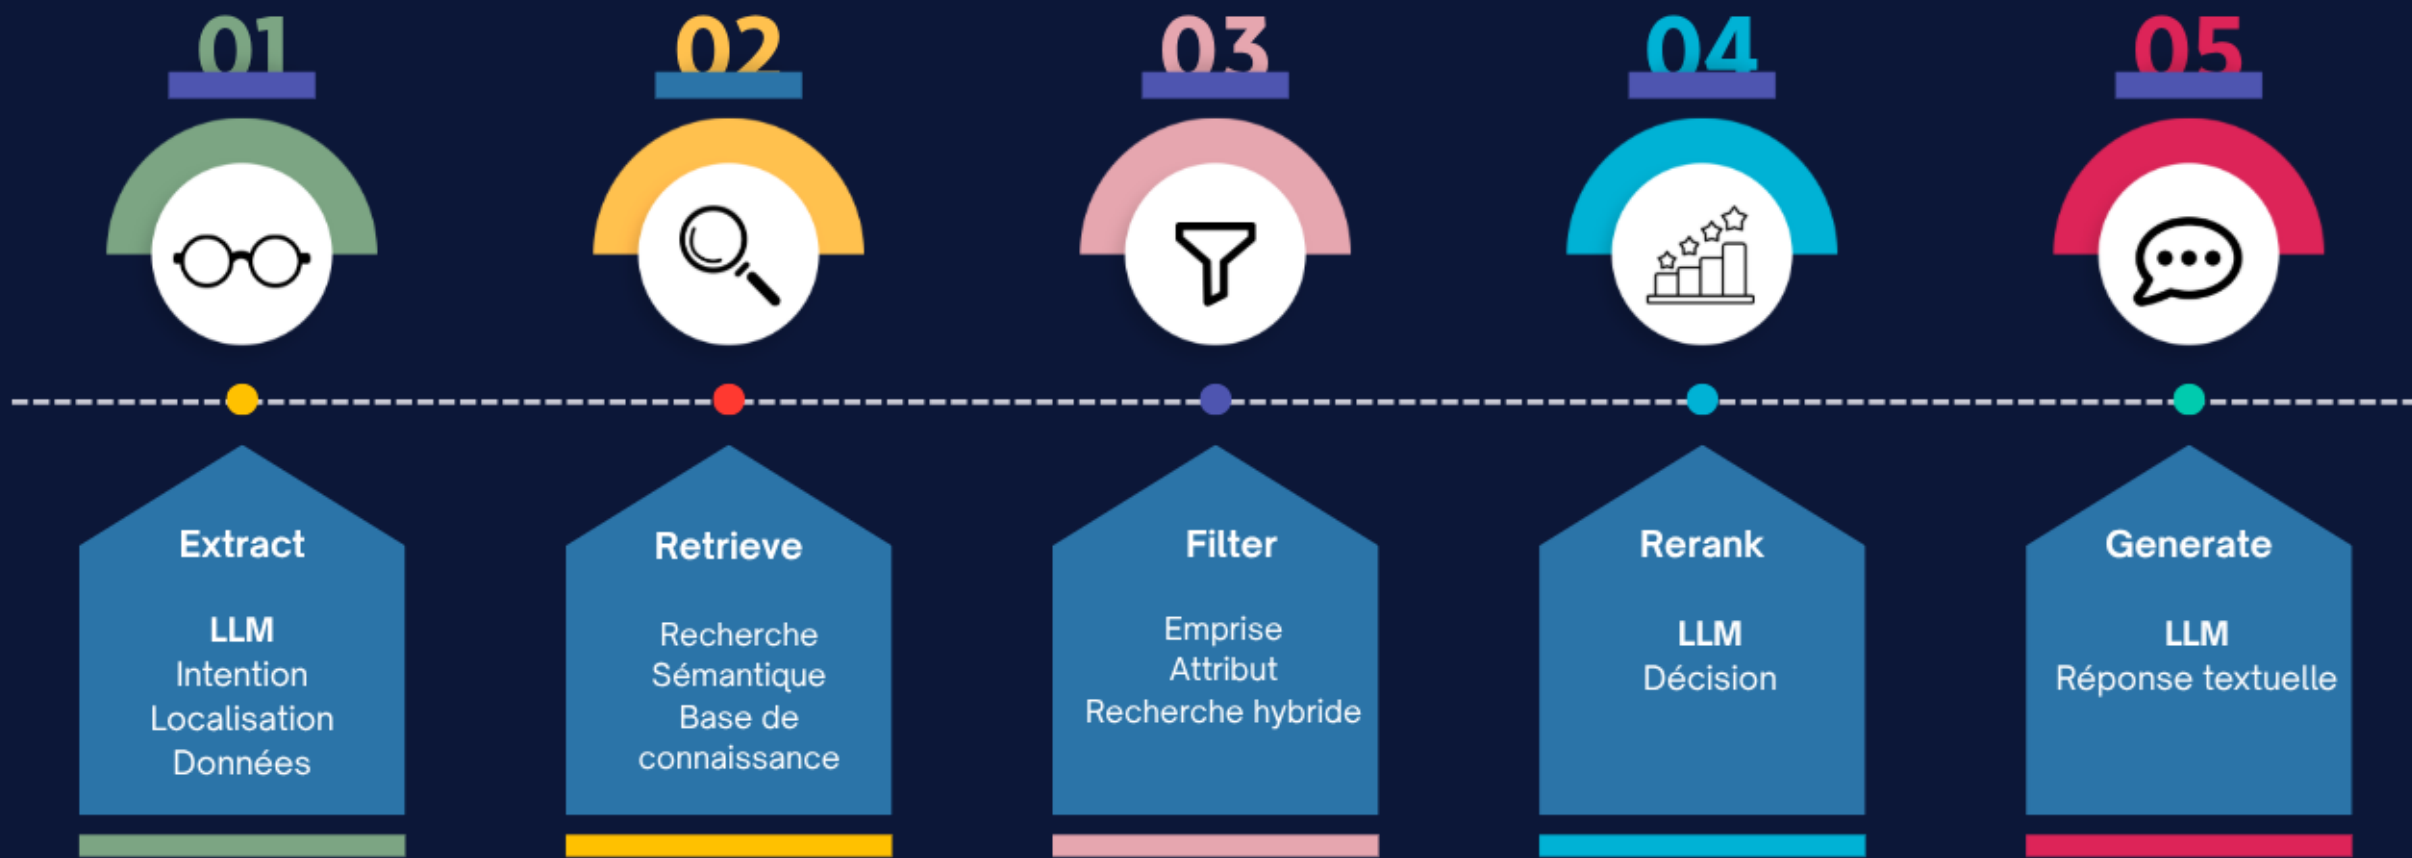 01
02
03
04
05
Extract
LLM
Intention
Localisation
Données
Retrieve
Recherche
Sémantique
Base de
connaissance
Filter
Emprise
Attribut
Recherche hybride
Rerank
LLM
Décision
Generate
LLM
Réponse textuelle